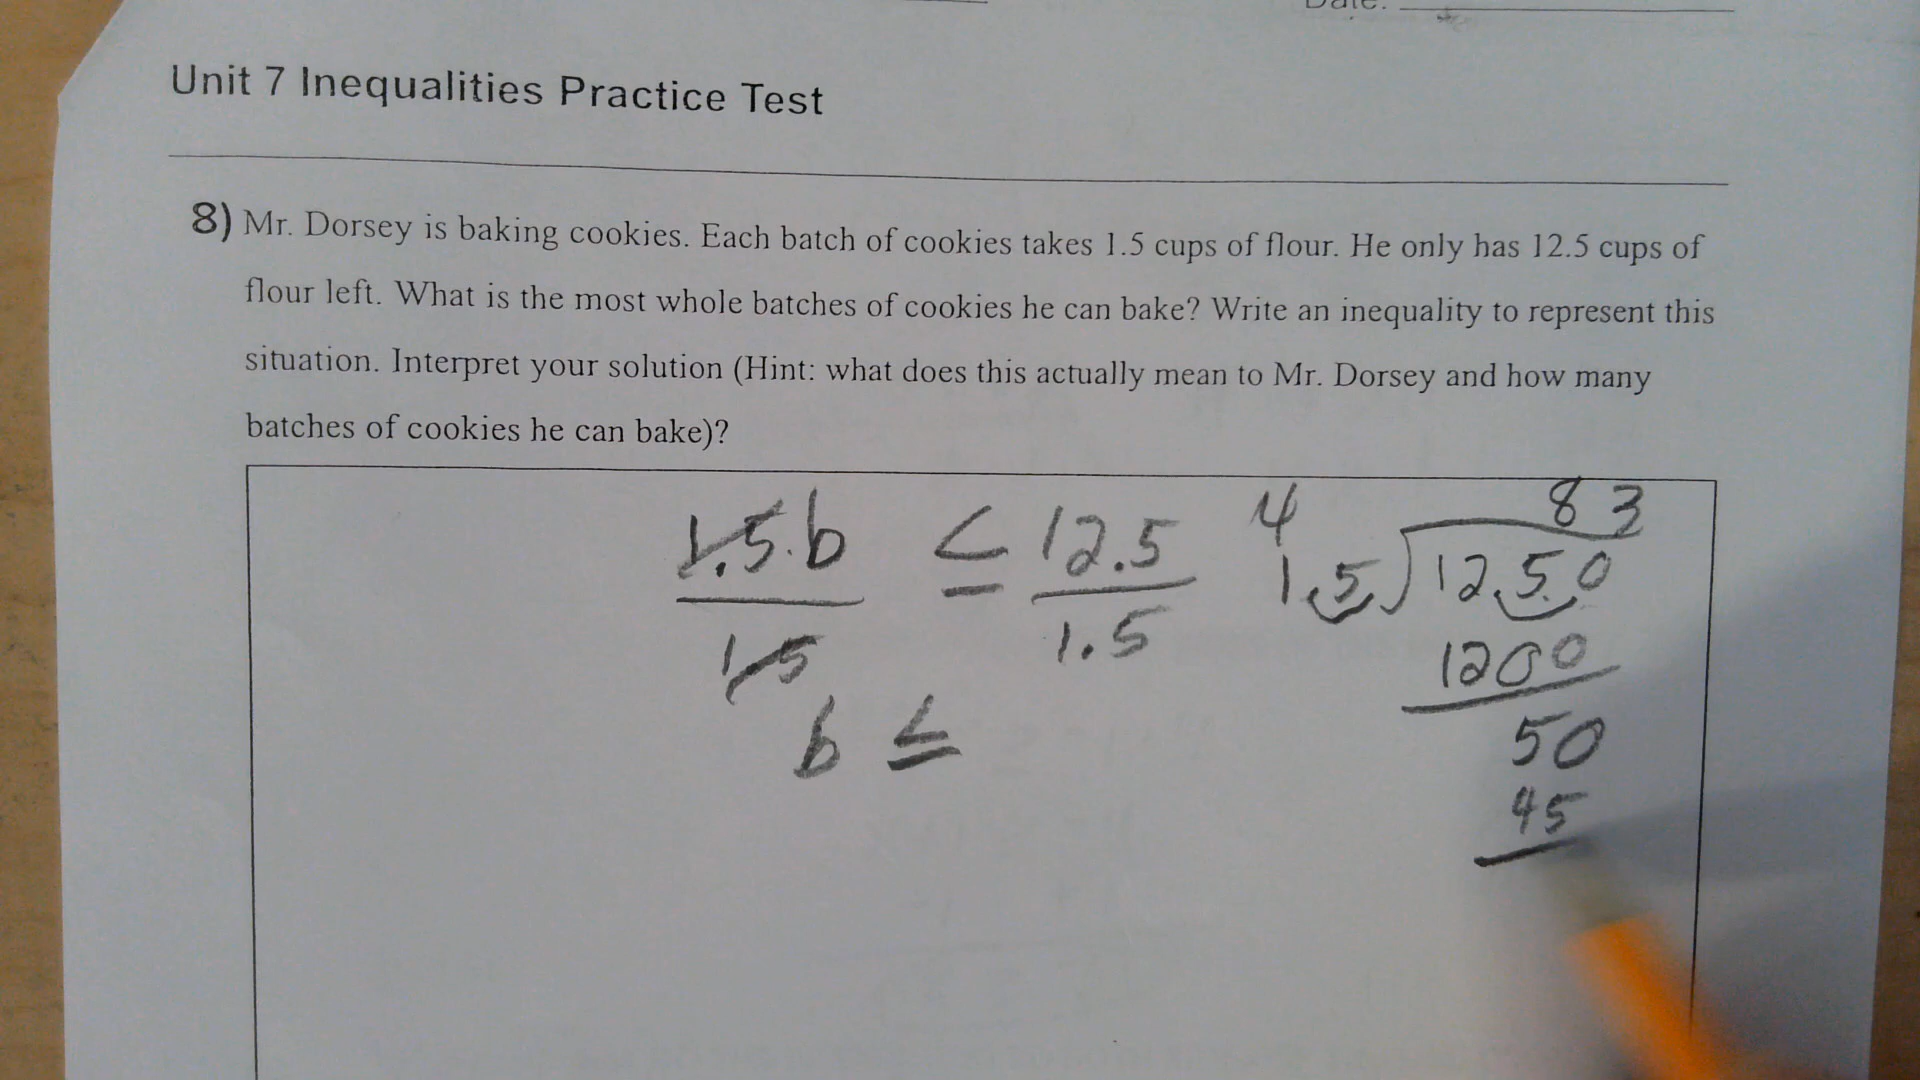 Date:
Unit 7 Inequalities Practice Test
8) Mr. Dorsey is baking cookies. Each batch of cookies takes 1.5 cups of flour. He only has 12.5 cups of
flour left. What is the most whole batches of cookies he can bake? Write an inequality to represent this
situation. Interpret your solution (Hint: what does this actually mean to Mr. Dorsey and how many
batches of cookies he can bake)?
4 83
1.5.b ≤ 12.5 1.5)12.5.0
1.5 1.5 1200
b ≤ 50
45